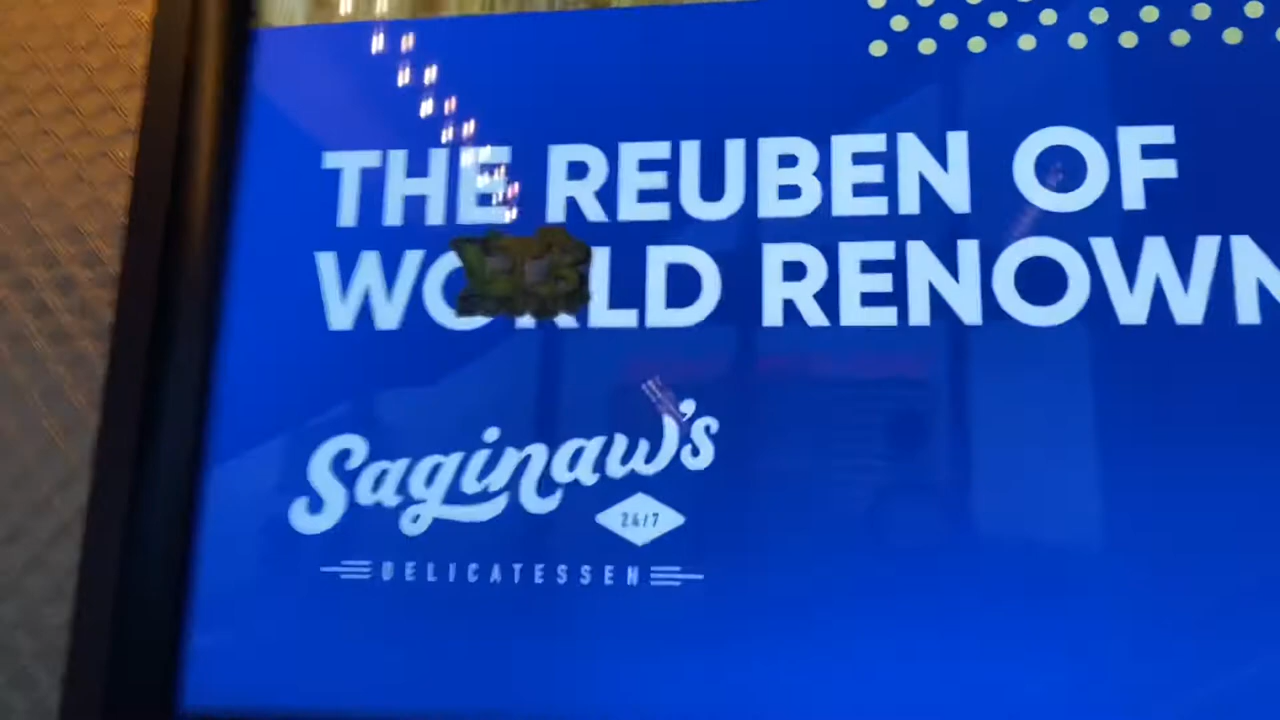 THE REUBEN OF
WORLD RENOWN
Saginaw's
24/7
DELICATESSEN